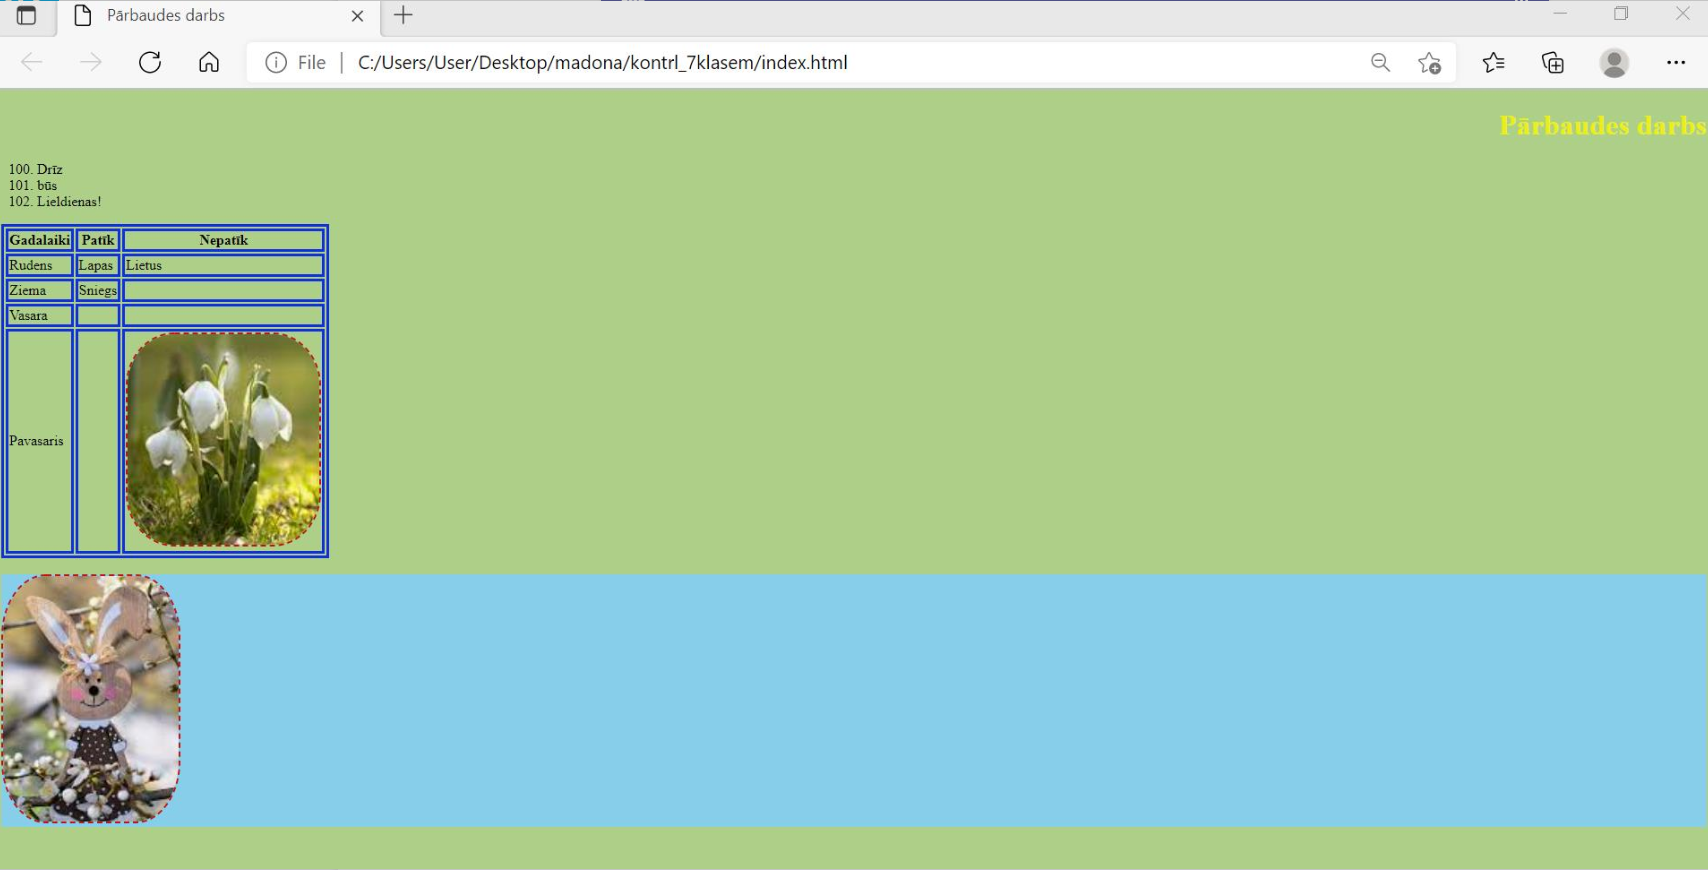 Pārbaudes darbs
File
C:/Users/User/Desktop/madona/kontrl_7klasem/index.html
Pārbaudes darbs
100. Drīz
101. būs
102. Lieldienas!
Gadalaiki Patīk Nepatīk
Rudens Lapas Lietus
Ziema Sniegs
Vasara
Pavasaris